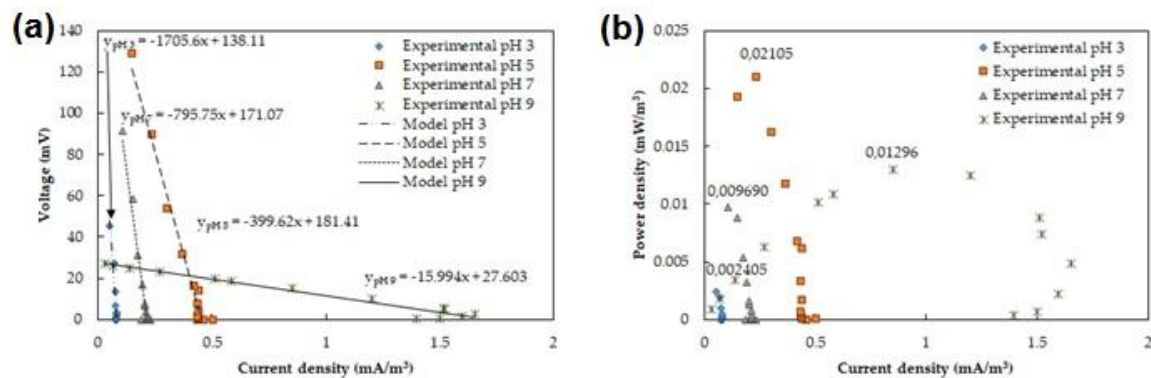 (a)
140
120
100
80
60
40
20
0
Voltage (mV)
0
0.5
1
1.5
2
Current density (mA/m³)
y_pH 3 = -1705.6x + 138.11
y_pH 7 = -795.75x + 171.07
y_pH 5 = -399.62x + 181.41
y_pH 9 = -15.994x + 27.603
Experimental pH 3
Experimental pH 5
Experimental pH 7
Experimental pH 9
Model pH 3
Model pH 5
Model pH 7
Model pH 9
(b)
0.025
0.02
0.015
0.01
0.005
0
Power density (mW/m³)
0
0.5
1
1.5
2
Current density (mA/m³)
0,02105
0,01296
0,009690
0,002405
Experimental pH 3
Experimental pH 5
Experimental pH 7
Experimental pH 9